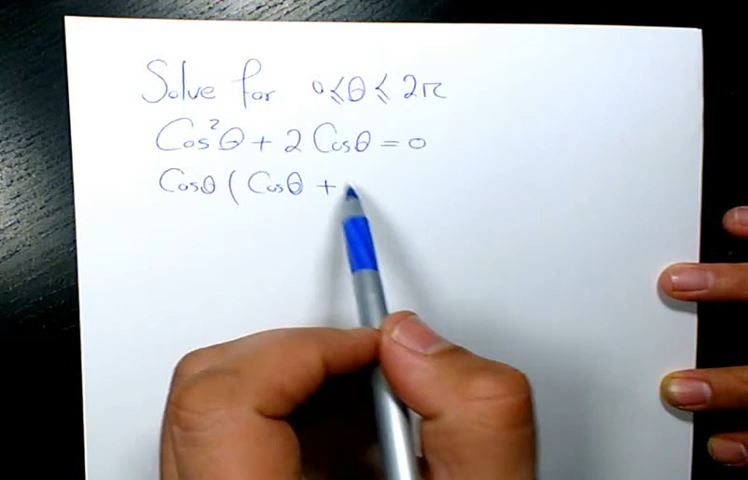 Solve for 0⩽θ⩽2π
Cos²θ + 2 Cosθ = 0
Cosθ ( Cosθ +